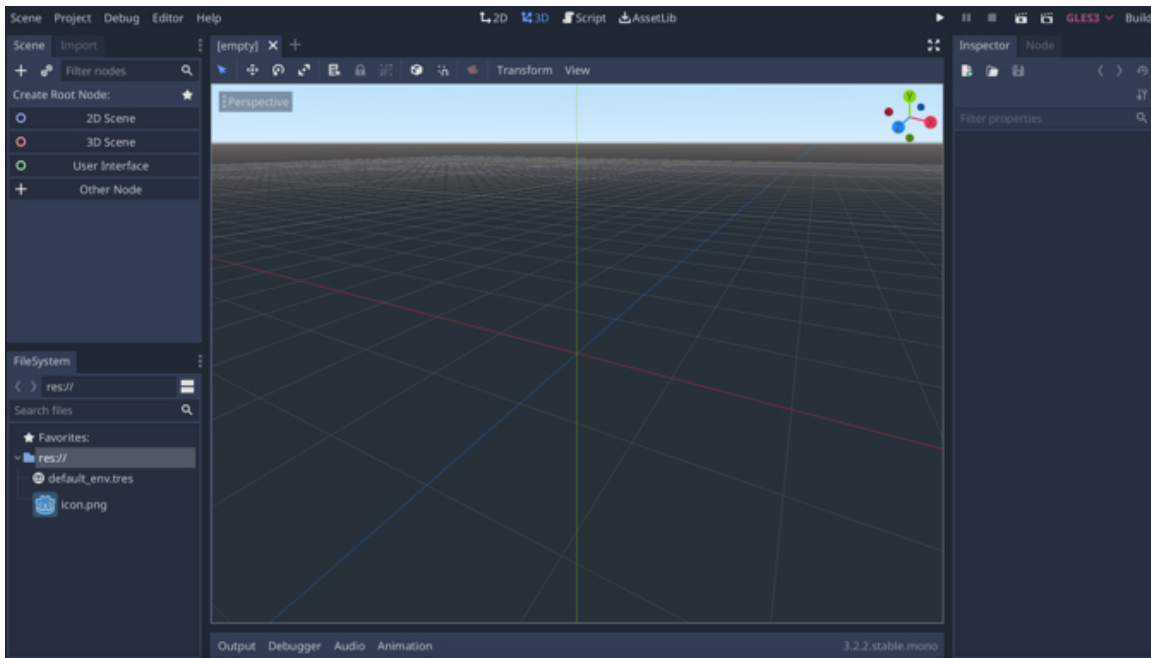 Scene Project Debug Editor Help 2D 3D Script AssetLib GLES3 Build
Scene Import
Filter nodes
Create Root Node:
2D Scene
3D Scene
User Interface
Other Node
FileSystem
res://
Search files
Favorites:
res://
default_env.tres
icon.png
[empty]
Transform View
Perspective
Y
X
Z
Output Debugger Audio Animation 3.2.2.stable.mono
Inspector Node
Filter properties